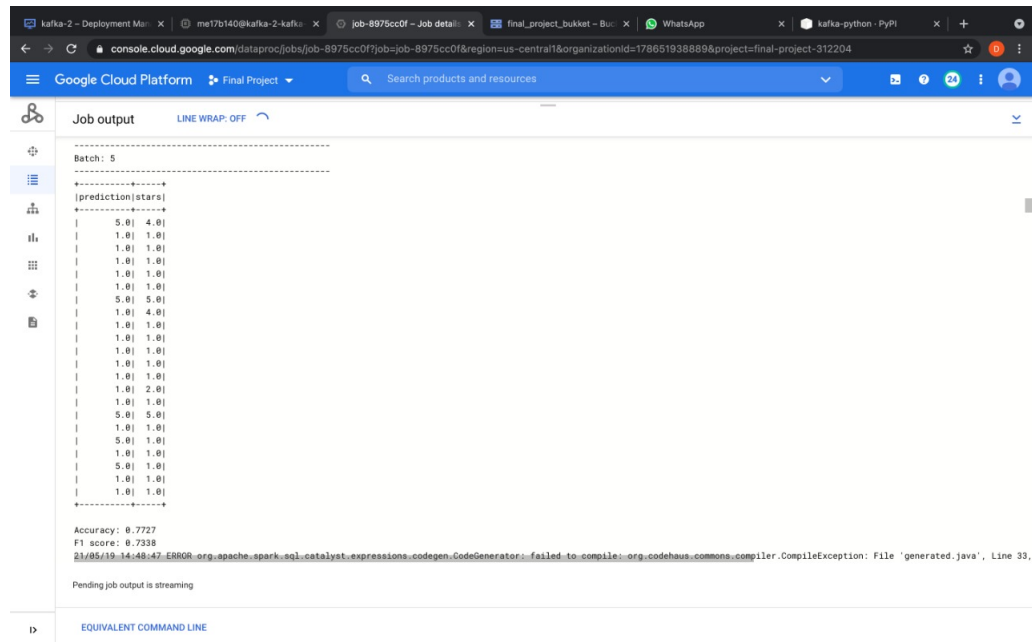 kafka-2 – Deployment Man
me17b140@kafka-2-kafka-
job-8975cc0f – Job details
final_project_bukket – Buc
WhatsApp
kafka-python · PyPI
console.cloud.google.com/dataproc/jobs/job-8975cc0f?job=job-8975cc0f&region=us-central1&organizationId=178651938889&project=final-project-312204
D
Google Cloud Platform
Final Project
Search products and resources
24
Job output
LINE WRAP: OFF
-------------------------------------------
Batch: 5
-------------------------------------------
+----------+-----+
|prediction|stars|
+----------+-----+
|       5.0|  4.0|
|       1.0|  1.0|
|       1.0|  1.0|
|       1.0|  1.0|
|       1.0|  1.0|
|       1.0|  1.0|
|       5.0|  5.0|
|       1.0|  4.0|
|       1.0|  1.0|
|       1.0|  1.0|
|       1.0|  1.0|
|       1.0|  1.0|
|       1.0|  1.0|
|       1.0|  2.0|
|       1.0|  1.0|
|       5.0|  5.0|
|       1.0|  1.0|
|       5.0|  1.0|
|       1.0|  1.0|
|       5.0|  1.0|
|       1.0|  1.0|
|       1.0|  1.0|
+----------+-----+
Accuracy: 0.7727
F1 score: 0.7338
21/05/19 14:48:47 ERROR org.apache.spark.sql.catalyst.expressions.codegen.CodeGenerator: failed to compile: org.codehaus.commons.compiler.CompileException: File 'generated.java', Line 33,
Pending job output is streaming
EQUIVALENT COMMAND LINE